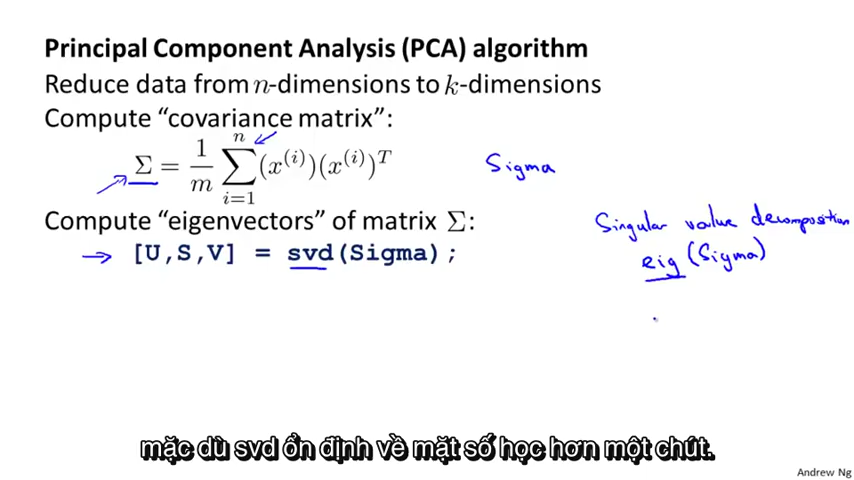 Principal Component Analysis (PCA) algorithm
Reduce data from n-dimensions to k-dimensions
Compute “covariance matrix”:
Σ = 1/m ∑_{i=1}^{n} (x^{(i)})(x^{(i)})^T
Sigma
Compute “eigenvectors” of matrix Σ:
Singular value decomposition
[U,S,V] = svd(Sigma);
eig(Sigma)
mặc dù svd ổn định về mặt số học hơn một chút.
Andrew Ng